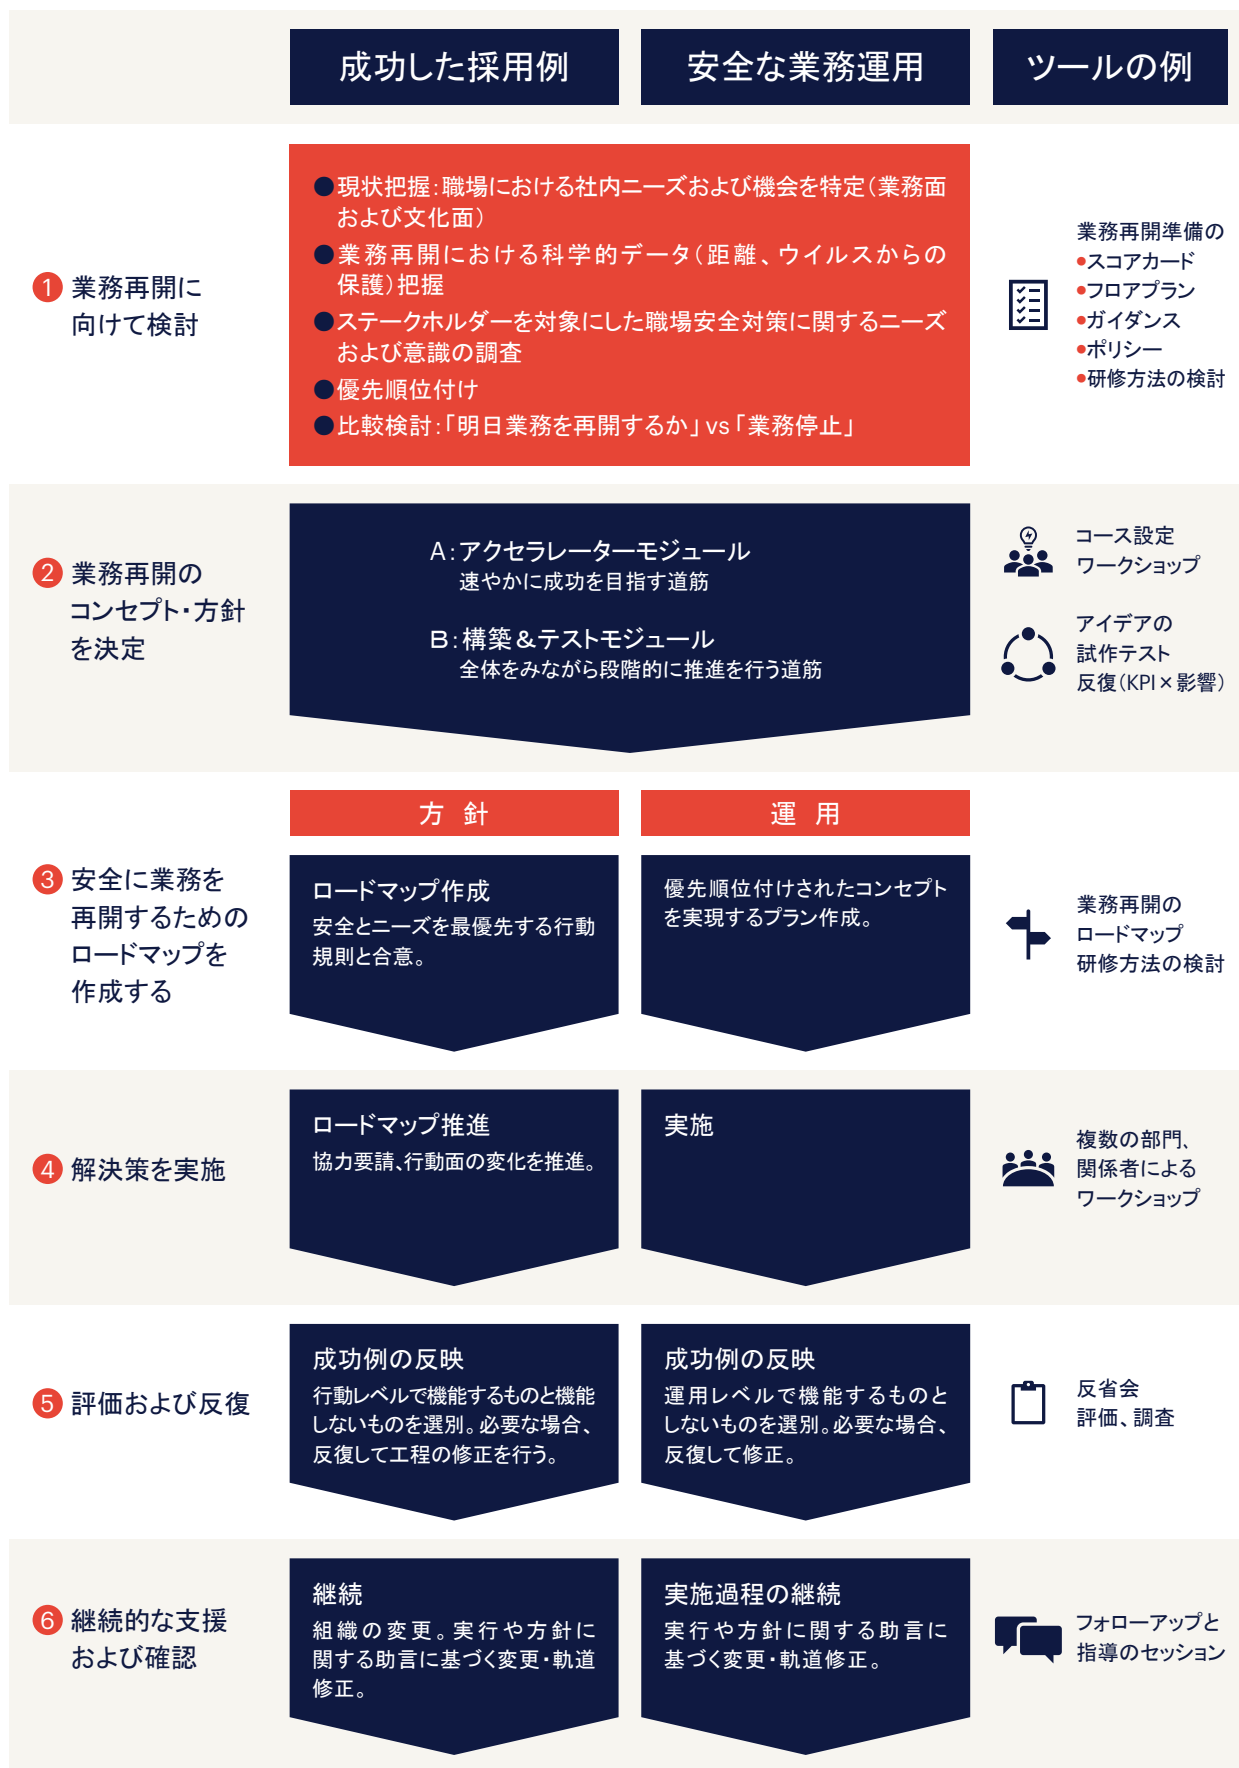 成功した採用例
安全な業務運用
ツールの例
1 業務再開に
向けて検討
●現状把握:職場における社内ニーズおよび機会を特定(業務面
および文化面)
●業務再開における科学的データ(距離、ウイルスからの
保護)把握
●ステークホルダーを対象にした職場安全対策に関するニーズ
および意識の調査
●優先順位付け
●比較検討:「明日業務を再開するか」vs「業務停止」
業務再開準備の
•スコアカード
•フロアプラン
•ガイダンス
•ポリシー
•研修方法の検討
2 業務再開の
コンセプト・方針
を決定
A:アクセラレーターモジュール
速やかに成功を目指す道筋
B:構築&テストモジュール
全体をみながら段階的に推進を行う道筋
コース設定
ワークショップ
アイデアの
試作テスト
反復(KPI×影響)
3 安全に業務を
再開するための
ロードマップを
作成する
方 針
ロードマップ作成
安全とニーズを最優先する行動
規則と合意。
運 用
優先順位付けされたコンセプト
を実現するプラン作成。
業務再開の
ロードマップ
研修方法の検討
4 解決策を実施
ロードマップ推進
協力要請、行動面の変化を推進。
実施
複数の部門、
関係者による
ワークショップ
5 評価および反復
成功例の反映
行動レベルで機能するものと機能
しないものを選別。必要な場合、
反復して工程の修正を行う。
成功例の反映
運用レベルで機能するものと
しないものを選別。必要な場合、
反復して修正。
反省会
評価、調査
6 継続的な支援
および確認
継続
組織の変更。実行や方針に
関する助言に基づく変更・軌道
修正。
実施過程の継続
実行や方針に関する助言に
基づく変更・軌道修正。
フォローアップと
指導のセッション